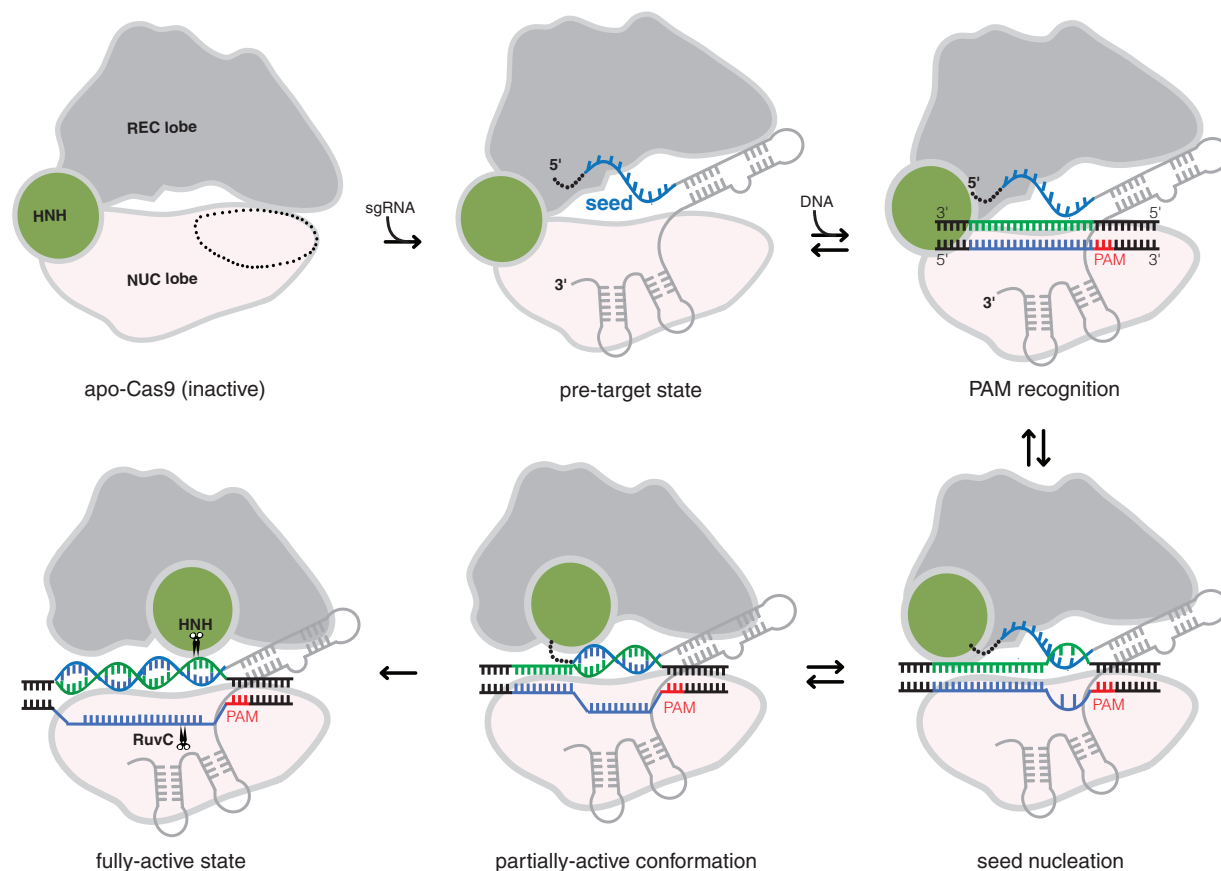 REC lobe
HNH
NUC lobe
apo-Cas9 (inactive)
sgRNA
5'
seed
3'
pre-target state
DNA
5'
3'
5'
5'
PAM
3'
3'
PAM recognition
HNH
PAM
RuvC
fully-active state
PAM
partially-active conformation
PAM
seed nucleation